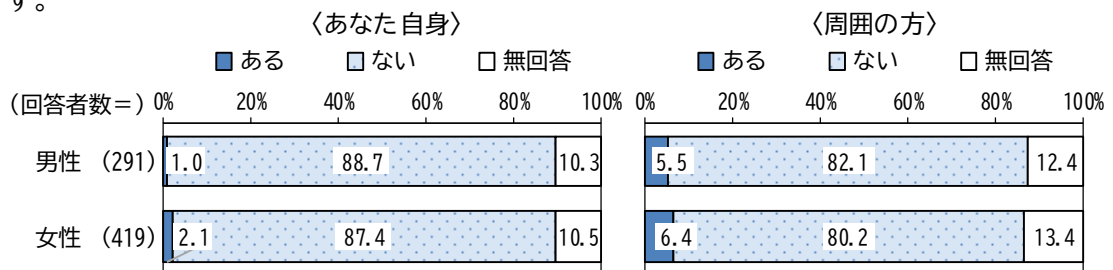 す。
〈あなた自身〉 〈周囲の方〉
ある ない 無回答 ある ない 無回答
(回答者数＝) 0% 20% 40% 60% 80% 100% 0% 20% 40% 60% 80% 100%
男性 (291) 1.0 88.7 10.3 5.5 82.1 12.4
女性 (419) 2.1 87.4 10.5 6.4 80.2 13.4